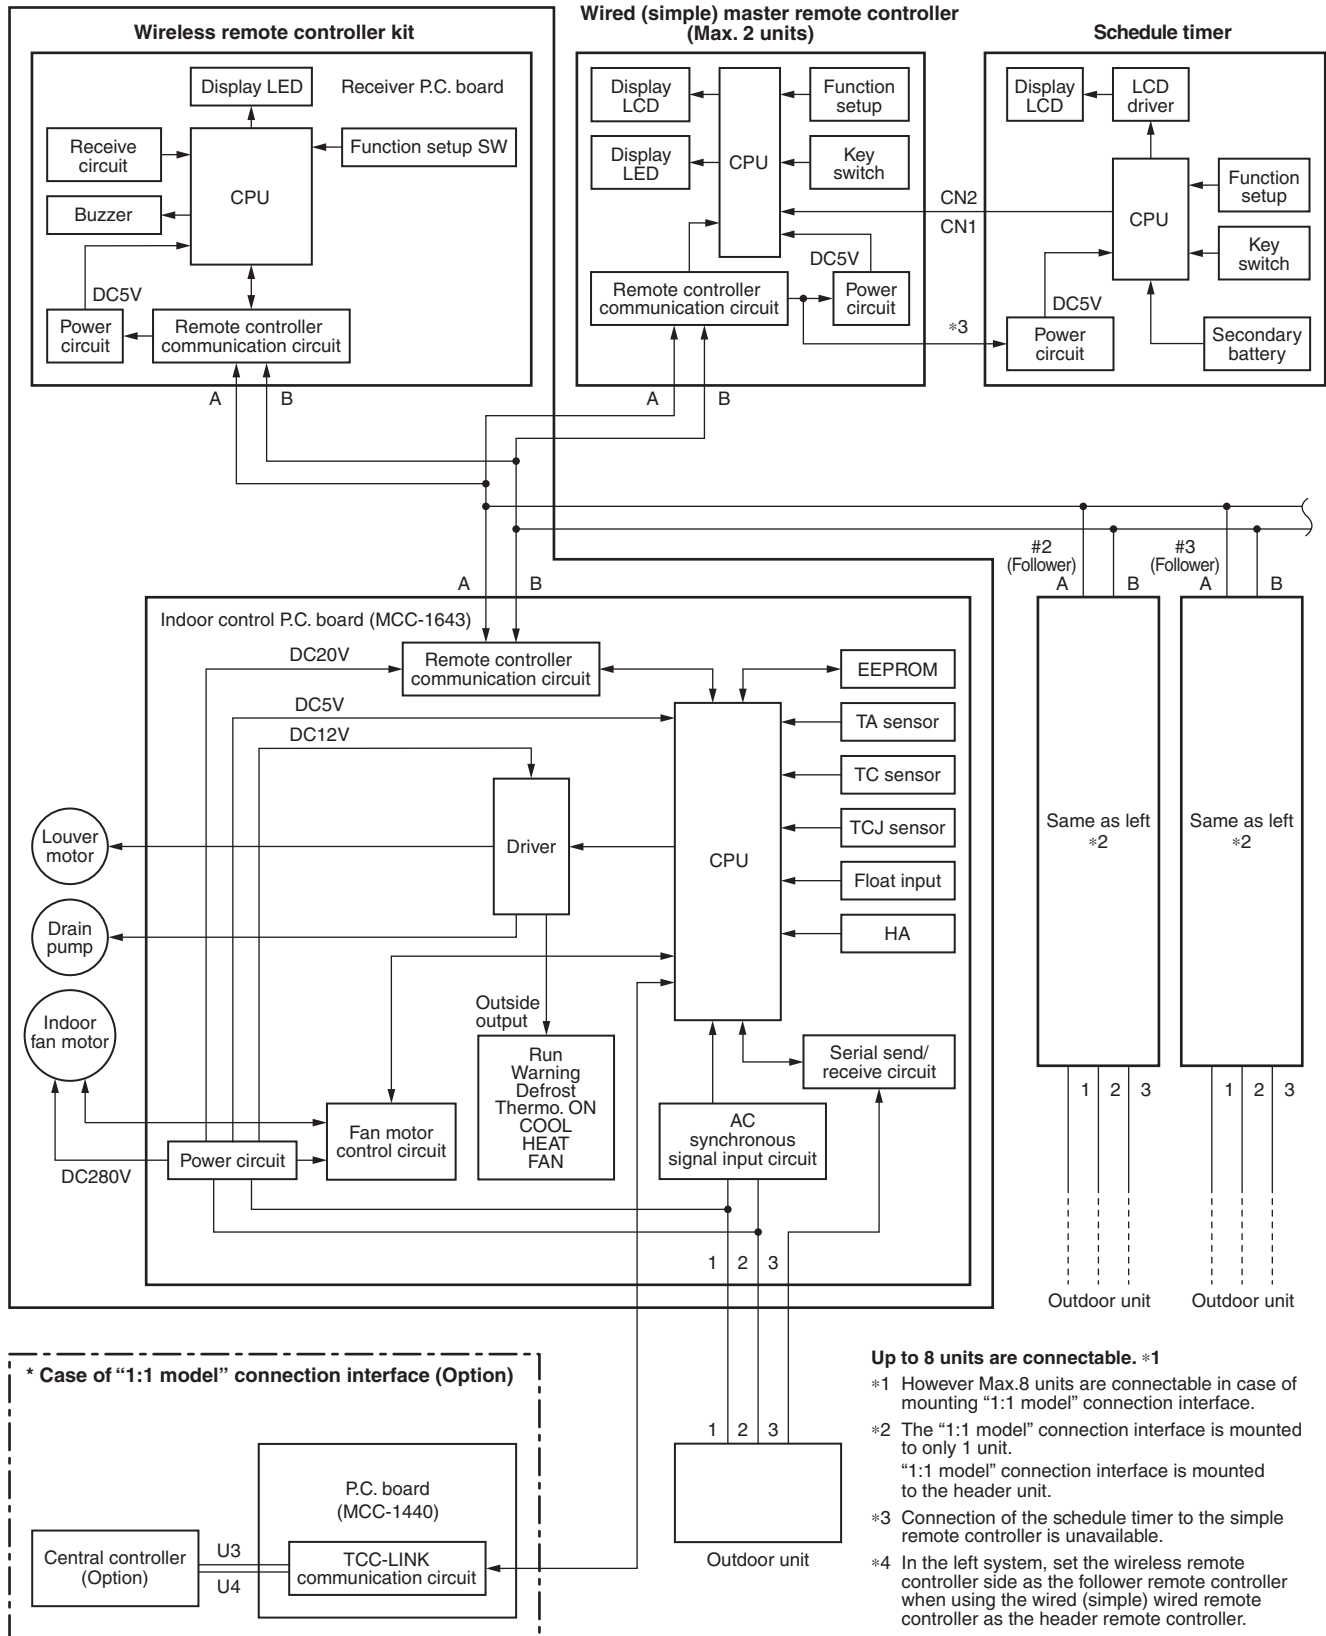 Wired (simple) master remote controller
(Max. 2 units)
Wireless remote controller kit
Schedule timer
Display LED
Receiver P.C. board
Receive
circuit
CPU
Function setup SW
Buzzer
DC5V
Power
circuit
Remote controller
communication circuit
A
B
Display
LCD
Function
setup
Display
LED
CPU
Key
switch
DC5V
Remote controller
communication circuit
Power
circuit
A
B
CN2
CN1
∗3
Display
LCD
LCD
driver
CPU
Function
setup
Key
switch
DC5V
Power
circuit
Secondary
battery
#2
(Follower)
A
B
#3
(Follower)
A
B
A
B
Indoor control P.C. board (MCC-1643)
DC20V
Remote controller
communication circuit
EEPROM
DC5V
TA sensor
DC12V
TC sensor
TCJ sensor
Louver
motor
Driver
CPU
Float input
Drain
pump
HA
Same as left
∗2
Same as left
∗2
Indoor
fan motor
Outside
output
Run
Warning
Defrost
Thermo. ON
COOL
HEAT
FAN
Serial send/
receive circuit
Fan motor
control circuit
AC
synchronous
signal input circuit
Power circuit
DC280V
1 2 3
1 2 3
1 2 3
Outdoor unit
Outdoor unit
* Case of “1:1 model” connection interface (Option)
P.C. board
(MCC-1440)
Central controller
(Option)
U3
U4
TCC-LINK
communication circuit
1 2 3
Outdoor unit
Up to 8 units are connectable. ∗1
∗1 However Max.8 units are connectable in case of
mounting “1:1 model” connection interface.
∗2 The “1:1 model” connection interface is mounted
to only 1 unit.
“1:1 model” connection interface is mounted
to the header unit.
∗3 Connection of the schedule timer to the simple
remote controller is unavailable.
∗4 In the left system, set the wireless remote
controller side as the follower remote controller
when using the wired (simple) wired remote
controller as the header remote controller.